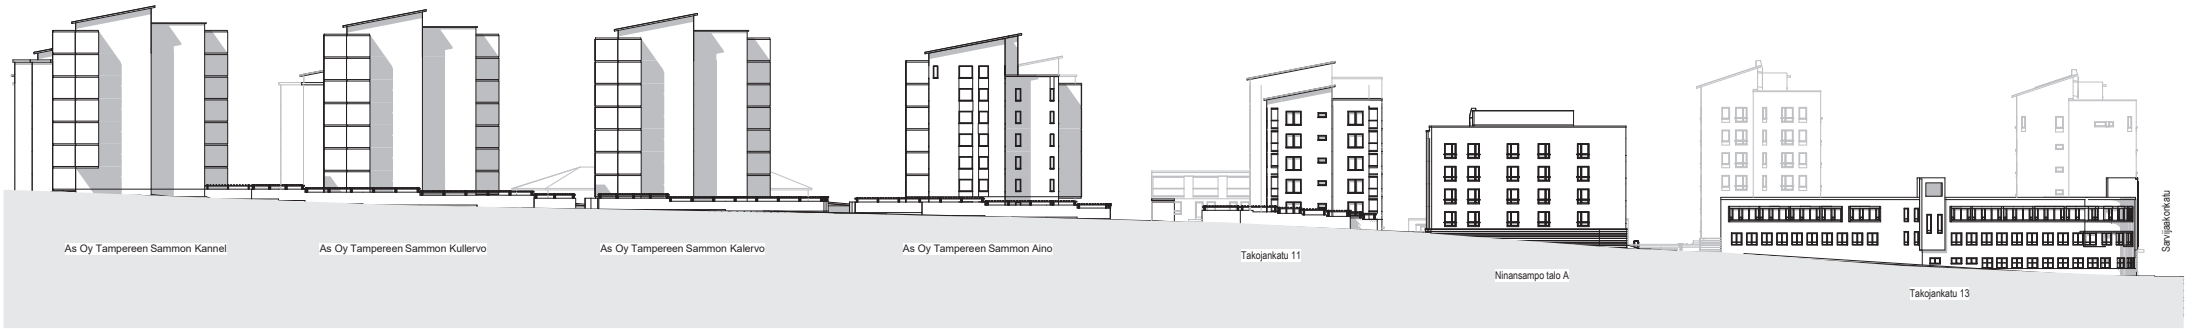 As Oy Tampereen Sammon Kannel
As Oy Tampereen Sammon Kullervo
As Oy Tampereen Sammon Kalervo
As Oy Tampereen Sammon Aino
Takojankatu 11
Ninansampo talo A
Takojankatu 13
Sarvijaakonkatu